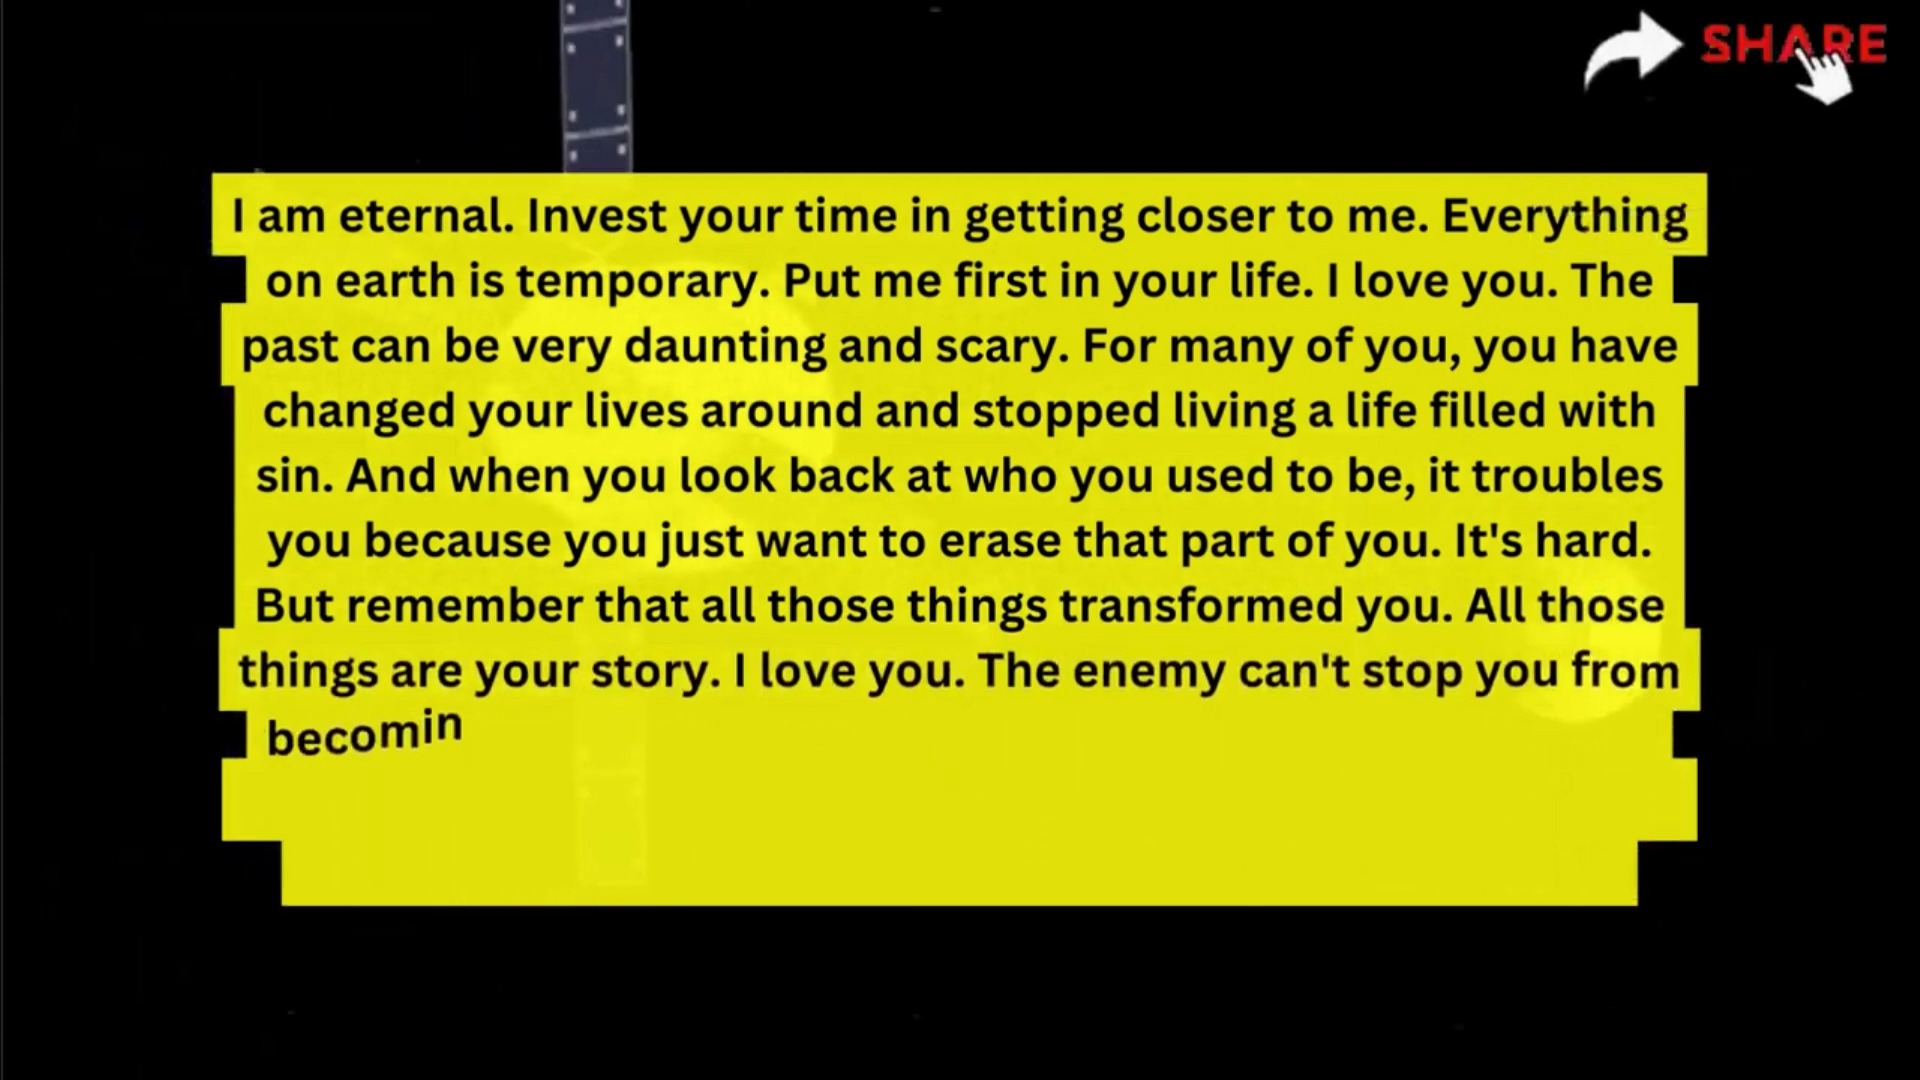 SHARE
I am eternal. Invest your time in getting closer to me. Everything
on earth is temporary. Put me first in your life. I love you. The
past can be very daunting and scary. For many of you, you have
changed your lives around and stopped living a life filled with
sin. And when you look back at who you used to be, it troubles
you because you just want to erase that part of you. It's hard.
But remember that all those things transformed you. All those
things are your story. I love you. The enemy can't stop you from
becomin